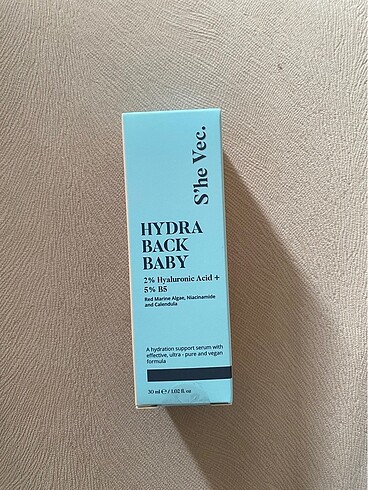 S'he Vec.
HYDRA
BACK
BABY
2% Hyaluronic Acid +
5% B5
Red Marine Algae, Niacinamide
and Calendula
A hydration support serum with
effective, ultra - pure and vegan
formula
30 ml ℮ / 1.02 fl. oz